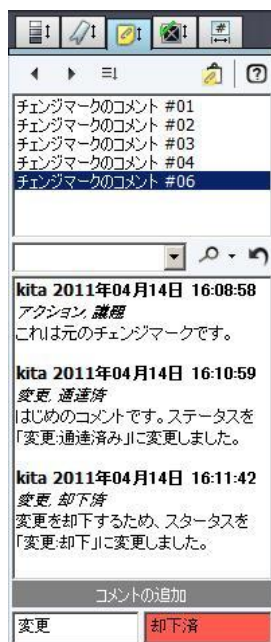 チェンジマークのコメント #01
チェンジマークのコメント #02
チェンジマークのコメント #03
チェンジマークのコメント #04
チェンジマークのコメント #06
kita 2011年04月14日 16:08:58
アクション, 議題
これは元のチェンジマークです。
kita 2011年04月14日 16:10:59
変更, 通達済
はじめのコメントです。ステータスを
「変更:通達済み」に変更しました。
kita 2011年04月14日 16:11:42
変更, 却下済
変更を却下するため、スタータスを
「変更:却下」に変更しました。
コメントの追加
変更 却下済